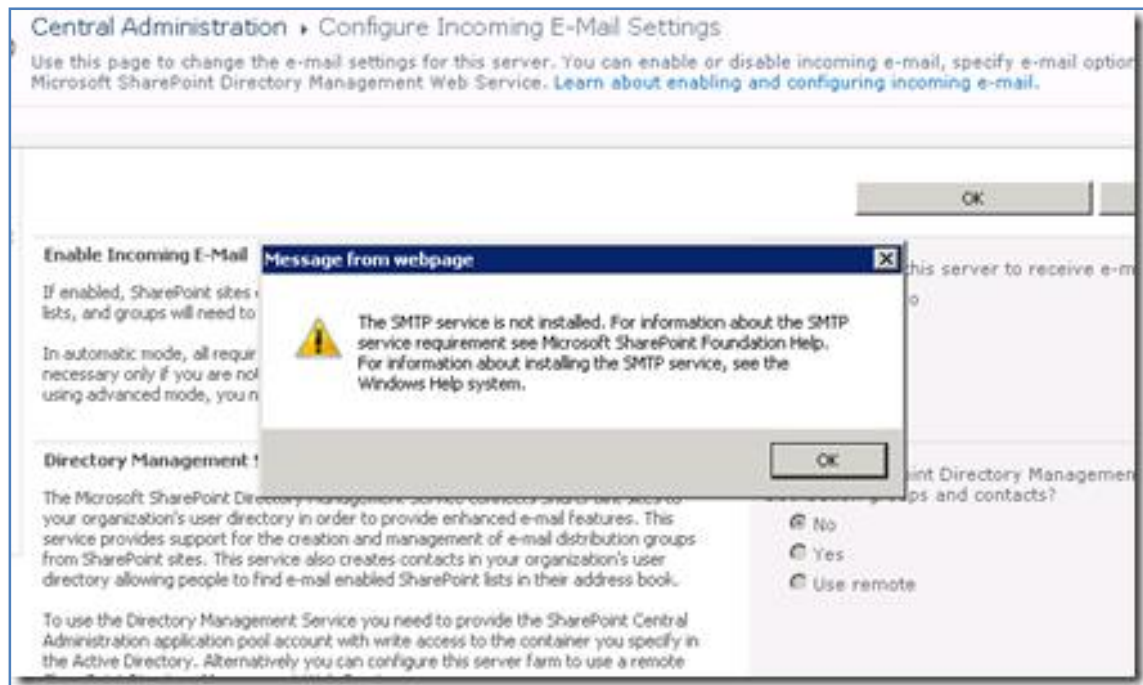 Central Administration ▸ Configure Incoming E-Mail Settings
Use this page to change the e-mail settings for this server. You can enable or disable incoming e-mail, specify e-mail option
Microsoft SharePoint Directory Management Web Service. Learn about enabling and configuring incoming e-mail.
OK
Enable Incoming E-Mail
If enabled, SharePoint sites
lists, and groups will need to
In automatic mode, all requir
necessary only if you are not
using advanced mode, you n
this server to receive e-m
o
Message from webpage
The SMTP service is not installed. For information about the SMTP
service requirement see Microsoft SharePoint Foundation Help.
For information about installing the SMTP service, see the
Windows Help system.
OK
Directory Management S
The Microsoft SharePoint Directory Management Service connects SharePoint sites to
your organization's user directory in order to provide enhanced e-mail features. This
service provides support for the creation and management of e-mail distribution groups
from SharePoint sites. This service also creates contacts in your organization's user
directory allowing people to find e-mail enabled SharePoint lists in their address book.
To use the Directory Management Service you need to provide the SharePoint Central
Administration application pool account with write access to the container you specify in
the Active Directory. Alternatively you can configure this server farm to use a remote
int Directory Managemen
groups and contacts?
No
Yes
Use remote